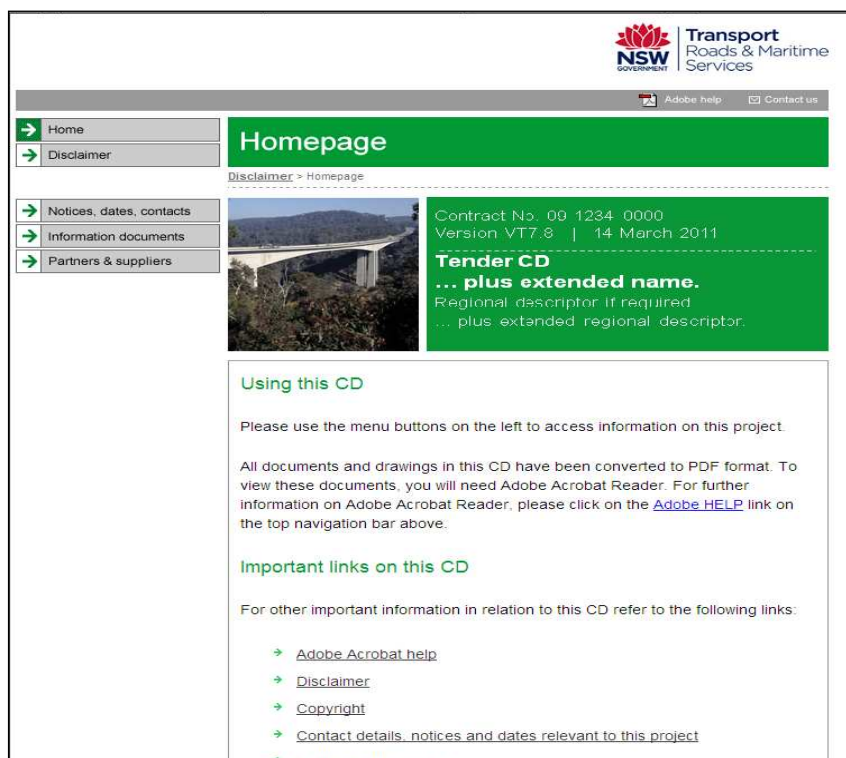 NSW
GOVERNMENT
Transport
Roads & Maritime
Services
Adobe help
Contact us
Home
Disclaimer
Notices, dates, contacts
Information documents
Partners & suppliers
Homepage
Disclaimer > Homepage
Contract No. 09 1234 0000
Version VT7.8 | 14 March 2011
Tender CD
... plus extended name.
Regional descriptor if required
... plus extended regional descriptor.
Using this CD
Please use the menu buttons on the left to access information on this project.
All documents and drawings in this CD have been converted to PDF format. To
view these documents, you will need Adobe Acrobat Reader. For further
information on Adobe Acrobat Reader, please click on the Adobe HELP link on
the top navigation bar above.
Important links on this CD
For other important information in relation to this CD refer to the following links:
Adobe Acrobat help
Disclaimer
Copyright
Contact details, notices and dates relevant to this project